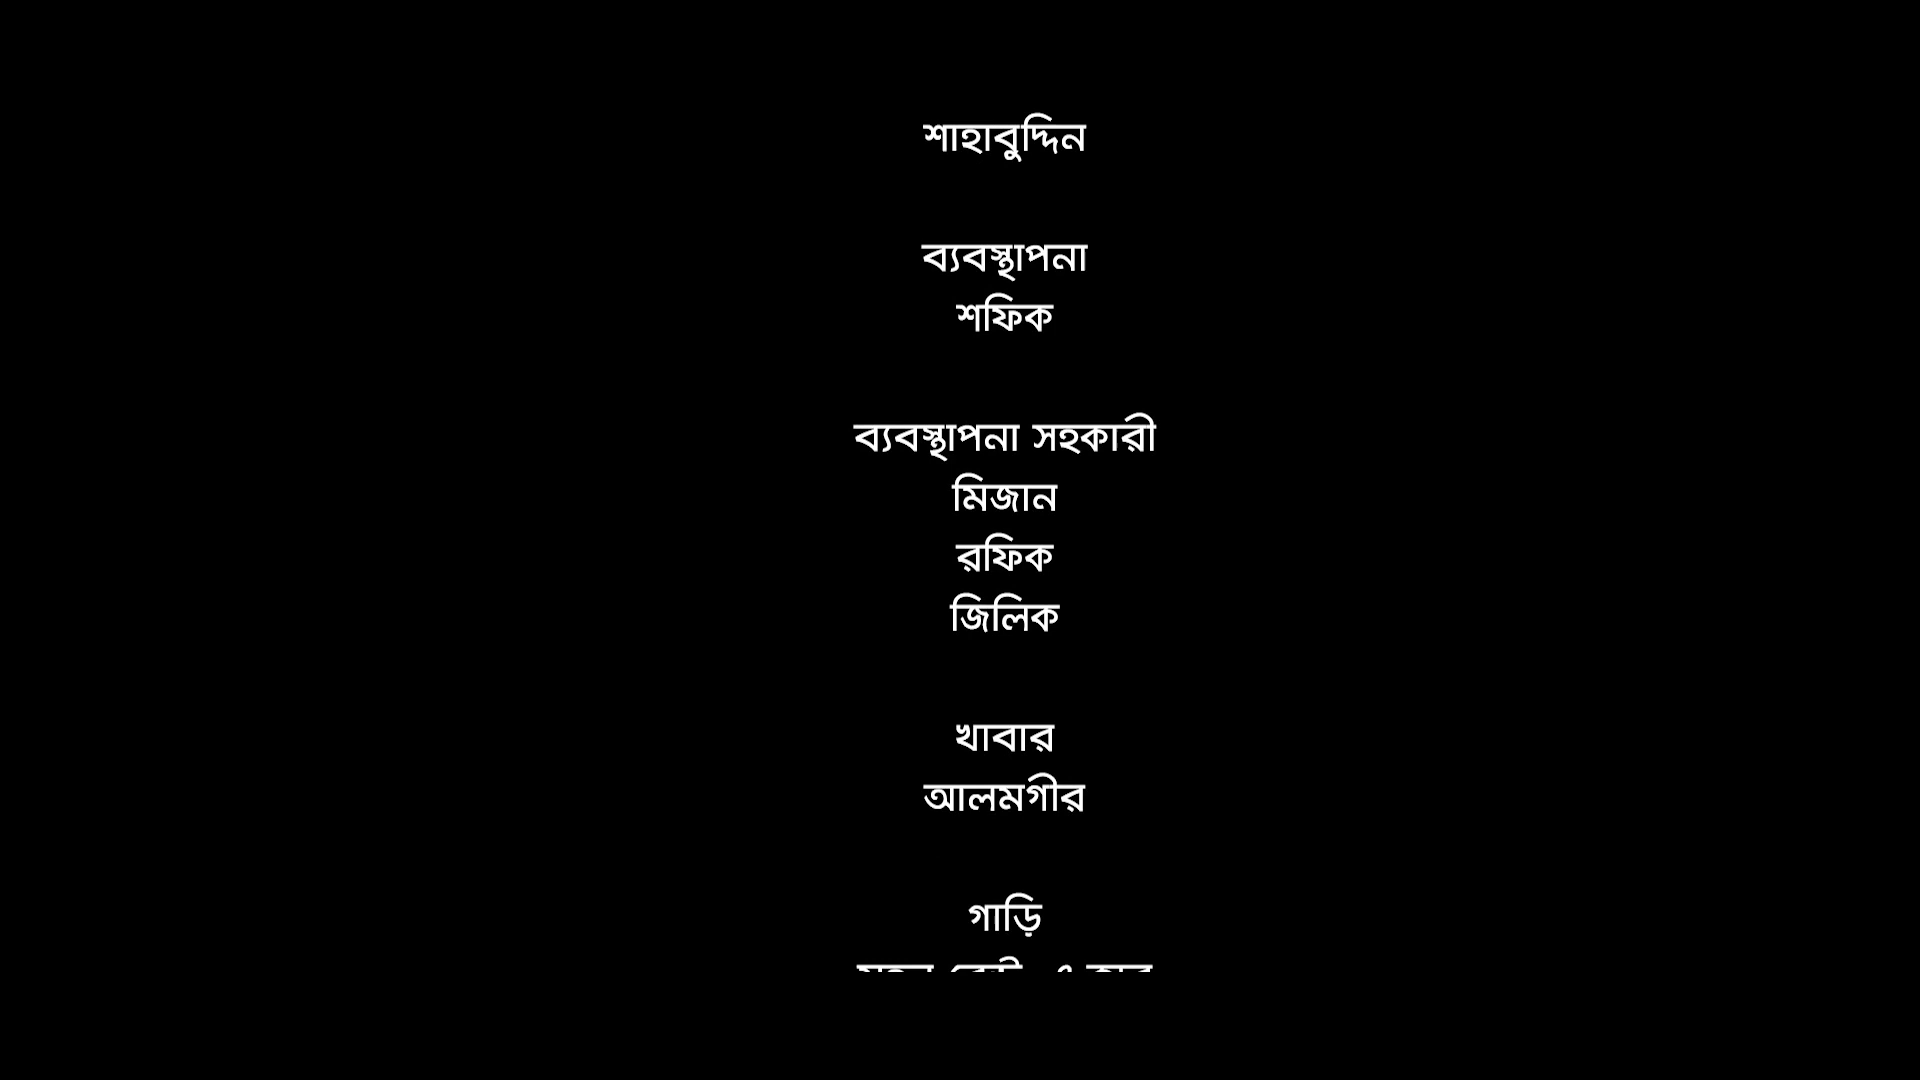 শাহাবুদ্দিন
ব্যবস্থাপনা
শফিক
ব্যবস্থাপনা সহকারী
মিজান
রফিক
জিলিক
খাবার
আলমগীর
গাড়ি